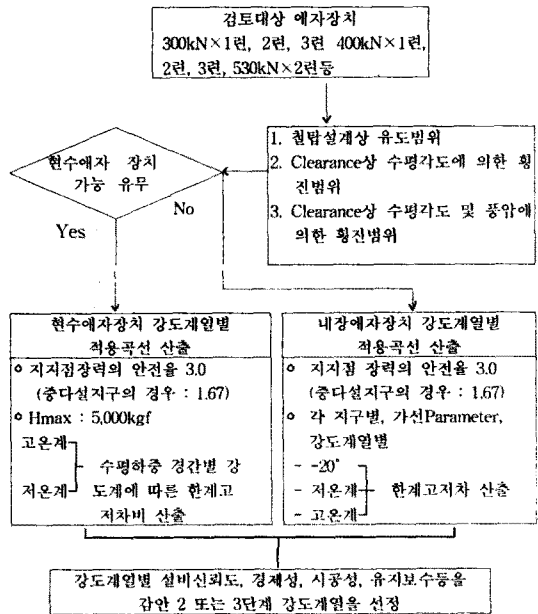 검토대상 애자장치
300kN×1련, 2련, 3련 400kN×1련,
2련, 3련, 530kN×2련등
1. 철탑설계상 유도범위
2. Clearance상 수평각도에 의한 횡
진범위
3. Clearance상 수평각도 및 풍압에
의한 횡진범위
현수애자 장치
가능 유무
Yes
No
현수애자장치 강도계열별
적용곡선 산출
지지점장력의 안전율 3.0
(중다설지구의 경우 : 1.67)
Hmax : 5,000kgf
고온계
수평하중 경간별 강
저온계 도계에 따른 한계고
저차비 산출
내장애자장치 강도계열별
적용곡선 산출
지지점 장력의 안전율 3.0
(중다설지구의 경우 : 1.67)
각 지구별, 가선Parameter,
강도계열별
- -20°
- 저온계 한계고저차 산출
- 고온계
강도계열별 설비신뢰도, 경제성, 시공성, 유지보수등을
감안 2 또는 3단계 강도계열을 선정